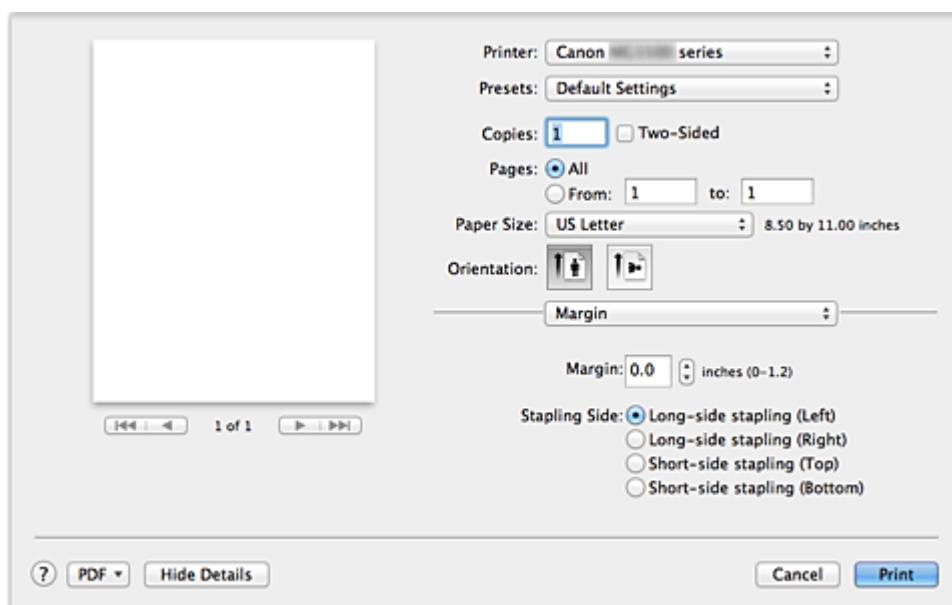 Printer: Canon series
Presets: Default Settings
Copies: 1 Two-Sided
Pages: All
From: 1 to: 1
Paper Size: US Letter 8.50 by 11.00 inches
Orientation:
Margin
Margin: 0.0 inches (0-1.2)
Stapling Side: Long-side stapling (Left)
Long-side stapling (Right)
Short-side stapling (Top)
Short-side stapling (Bottom)
1 of 1
? PDF Hide Details Cancel Print